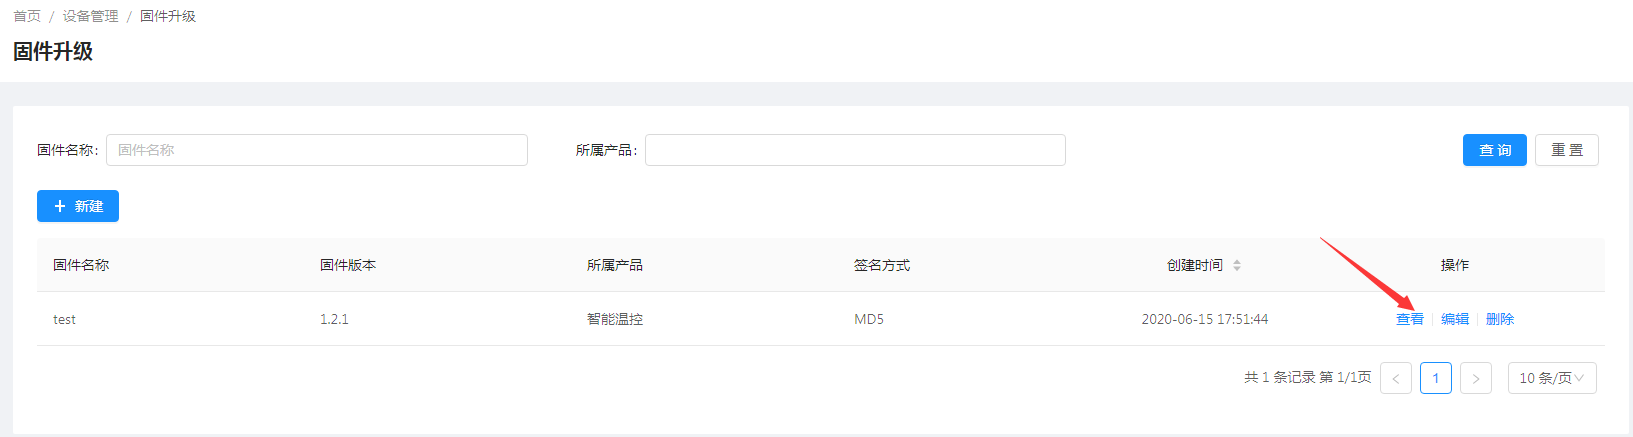 首页 / 设备管理 / 固件升级
固件升级
固件名称: 固件名称 所属产品: 查 询 重 置
+ 新建
固件名称 固件版本 所属产品 签名方式 创建时间 操作
test 1.2.1 智能温控 MD5 2020-06-15 17:51:44 查看 编辑 删除
共 1 条记录 第 1/1页 < 1 > 10 条/页